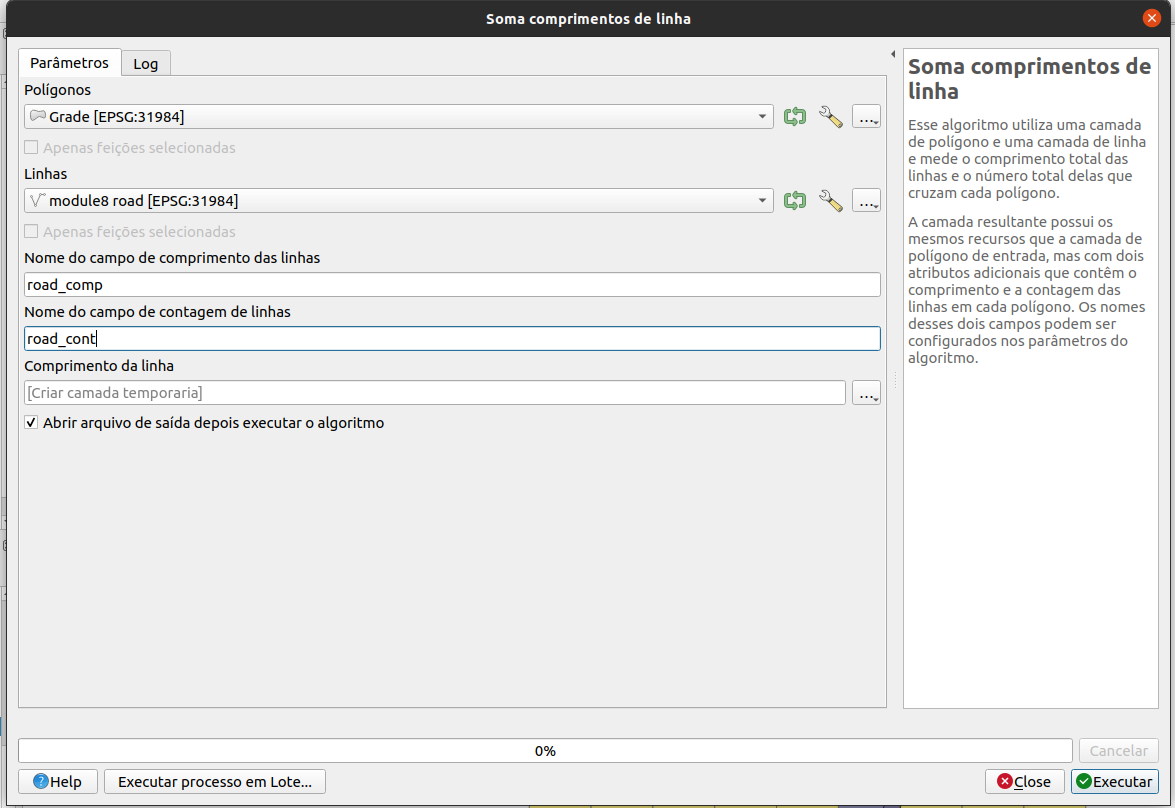 Soma comprimentos de linha
Parâmetros
Log
Polígonos
Grade [EPSG:31984]
...
Apenas feições selecionadas
Linhas
module8 road [EPSG:31984]
...
Apenas feições selecionadas
Nome do campo de comprimento das linhas
road_comp
Nome do campo de contagem de linhas
road_cont
Comprimento da linha
[Criar camada temporaria]
...
Abrir arquivo de saída depois executar o algoritmo
Soma comprimentos de
linha
Esse algoritmo utiliza uma camada
de polígono e uma camada de linha
e mede o comprimento total das
linhas e o número total delas que
cruzam cada polígono.
A camada resultante possui os
mesmos recursos que a camada de
polígono de entrada, mas com dois
atributos adicionais que contêm o
comprimento e a contagem das
linhas em cada polígono. Os nomes
desses dois campos podem ser
configurados nos parâmetros do
algoritmo.
0%
Cancelar
Help
Executar processo em Lote...
Close
Executar